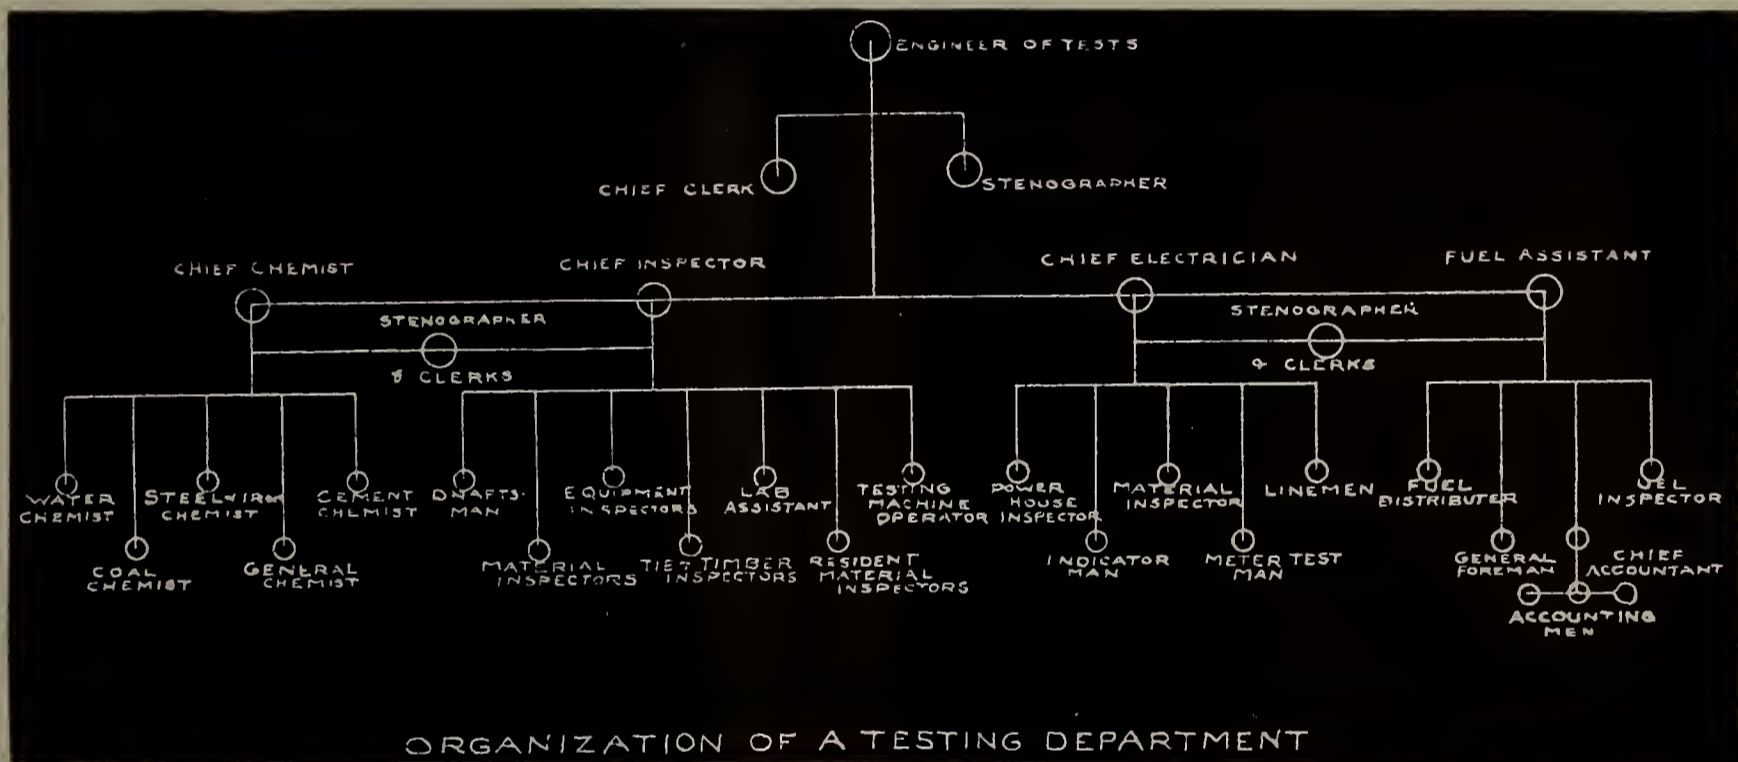 ENGINEER OF TESTS
CHIEF CLERK
STENOGRAPHER
CHIEF CHEMIST
CHIEF INSPECTOR
CHIEF ELECTRICIAN
FUEL ASSISTANT
STENOGRAPHER
& CLERKS
STENOGRAPHER
& CLERKS
WATER
CHEMIST
COAL
CHEMIST
STEEL & IRON
CHEMIST
GENERAL
CHEMIST
CEMENT
CHEMIST
DRAFTS-
MAN
MATERIAL
INSPECTORS
EQUIPMENT
INSPECTORS
TIE & TIMBER
INSPECTORS
LAB
ASSISTANT
RESIDENT
MATERIAL
INSPECTORS
TESTING
MACHINE
OPERATOR
POWER
HOUSE
INSPECTOR
INDICATOR
MAN
MATERIAL
INSPECTOR
METER TEST
MAN
LINEMEN
FUEL
DISTRIBUTER
GENERAL
FOREMAN
CHIEF
ACCOUNTANT
ACCOUNTING
MEN
FUEL
INSPECTOR
ORGANIZATION OF A TESTING DEPARTMENT